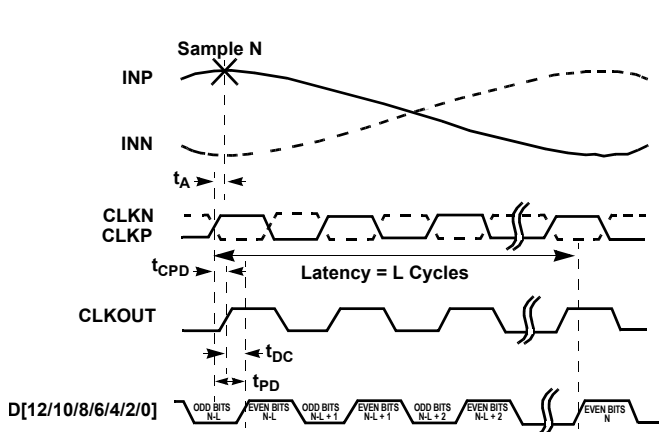 Sample N
INP
INN
tA
CLKN
CLKP
tCPD
Latency = L Cycles
CLKOUT
tDC
tPD
D[12/10/8/6/4/2/0]
ODD BITS
N-L
EVEN BITS
N-L
ODD BITS
N-L + 1
EVEN BITS
N-L + 1
ODD BITS
N-L + 2
EVEN BITS
N-L + 2
EVEN BITS
N